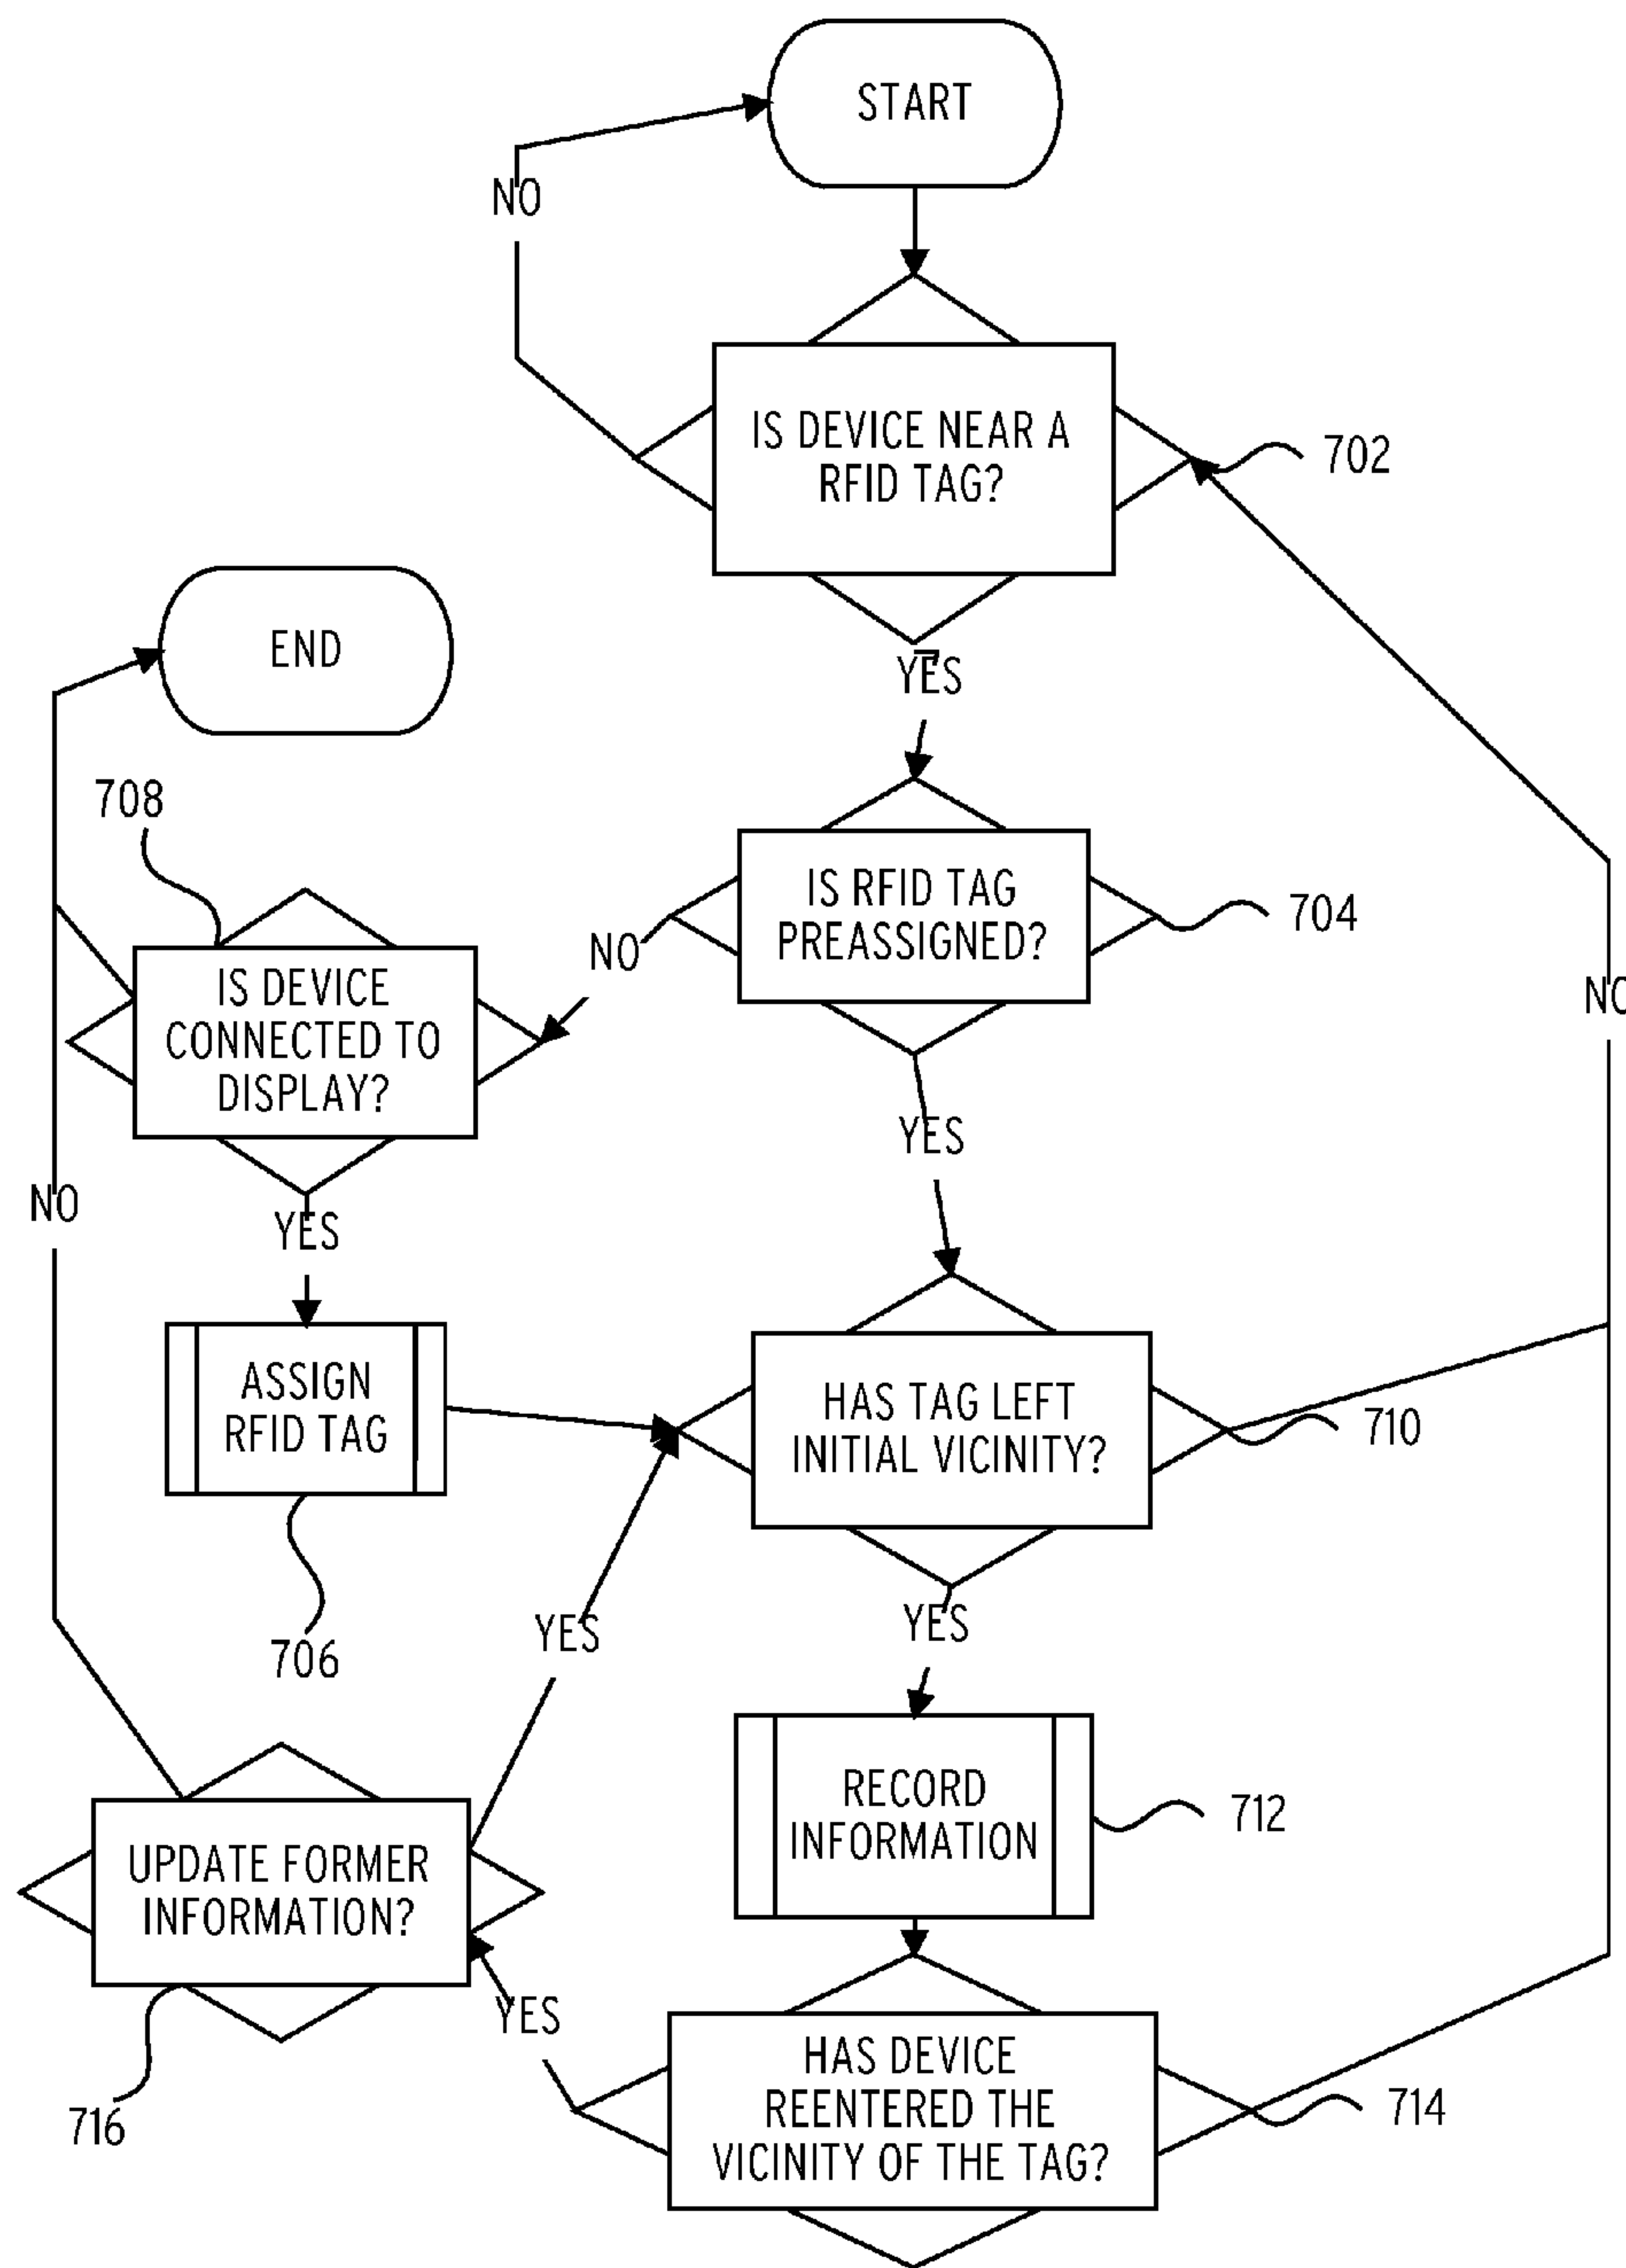 START
NO
IS DEVICE NEAR A
RFID TAG?
702
END
YES
708
IS RFID TAG
PREASSIGNED?
704
NO
IS DEVICE
CONNECTED TO
DISPLAY?
NO
YES
NO
YES
ASSIGN
RFID TAG
HAS TAG LEFT
INITIAL VICINITY?
710
706
YES
YES
RECORD
INFORMATION
712
UPDATE FORMER
INFORMATION?
YES
716
HAS DEVICE
REENTERED THE
VICINITY OF THE TAG?
714